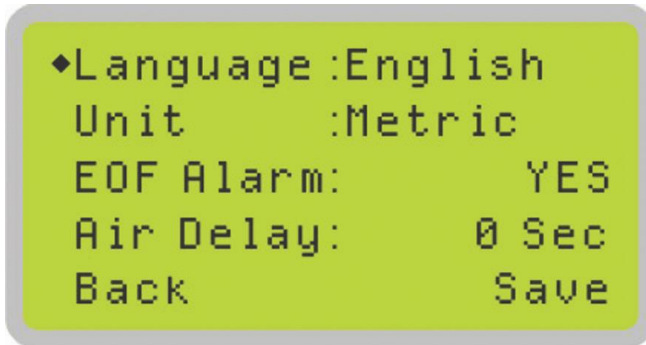 ◆Language:English
Unit :Metric
EOF Alarm: YES
Air Delay: 0 Sec
Back Save